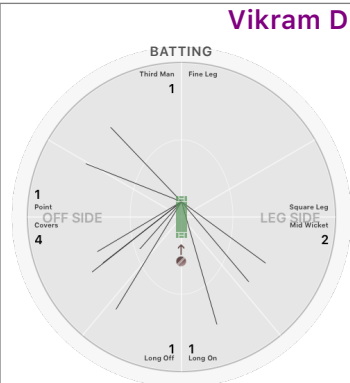 Vikram D
BATTING
Third Man Fine Leg
1
1
Point
OFF SIDE
Covers
4
Square Leg
LEG SIDE
Mid Wicket
2
1 1
Long Off Long On